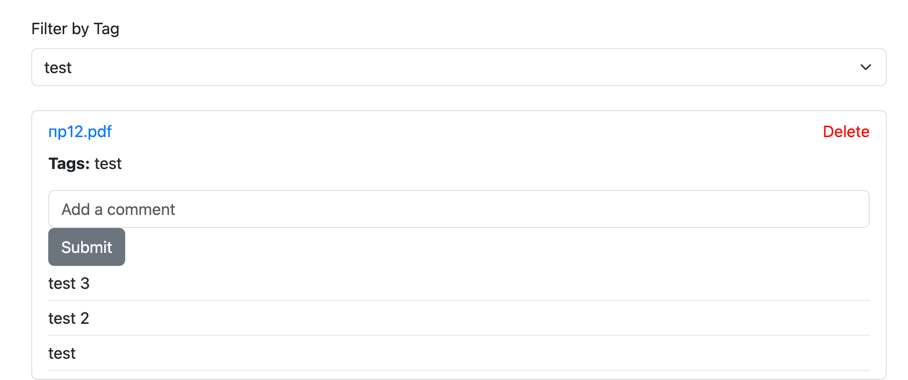 Filter by Tag
test
пр12.pdf
Delete
Tags: test
Add a comment
Submit
test 3
test 2
test